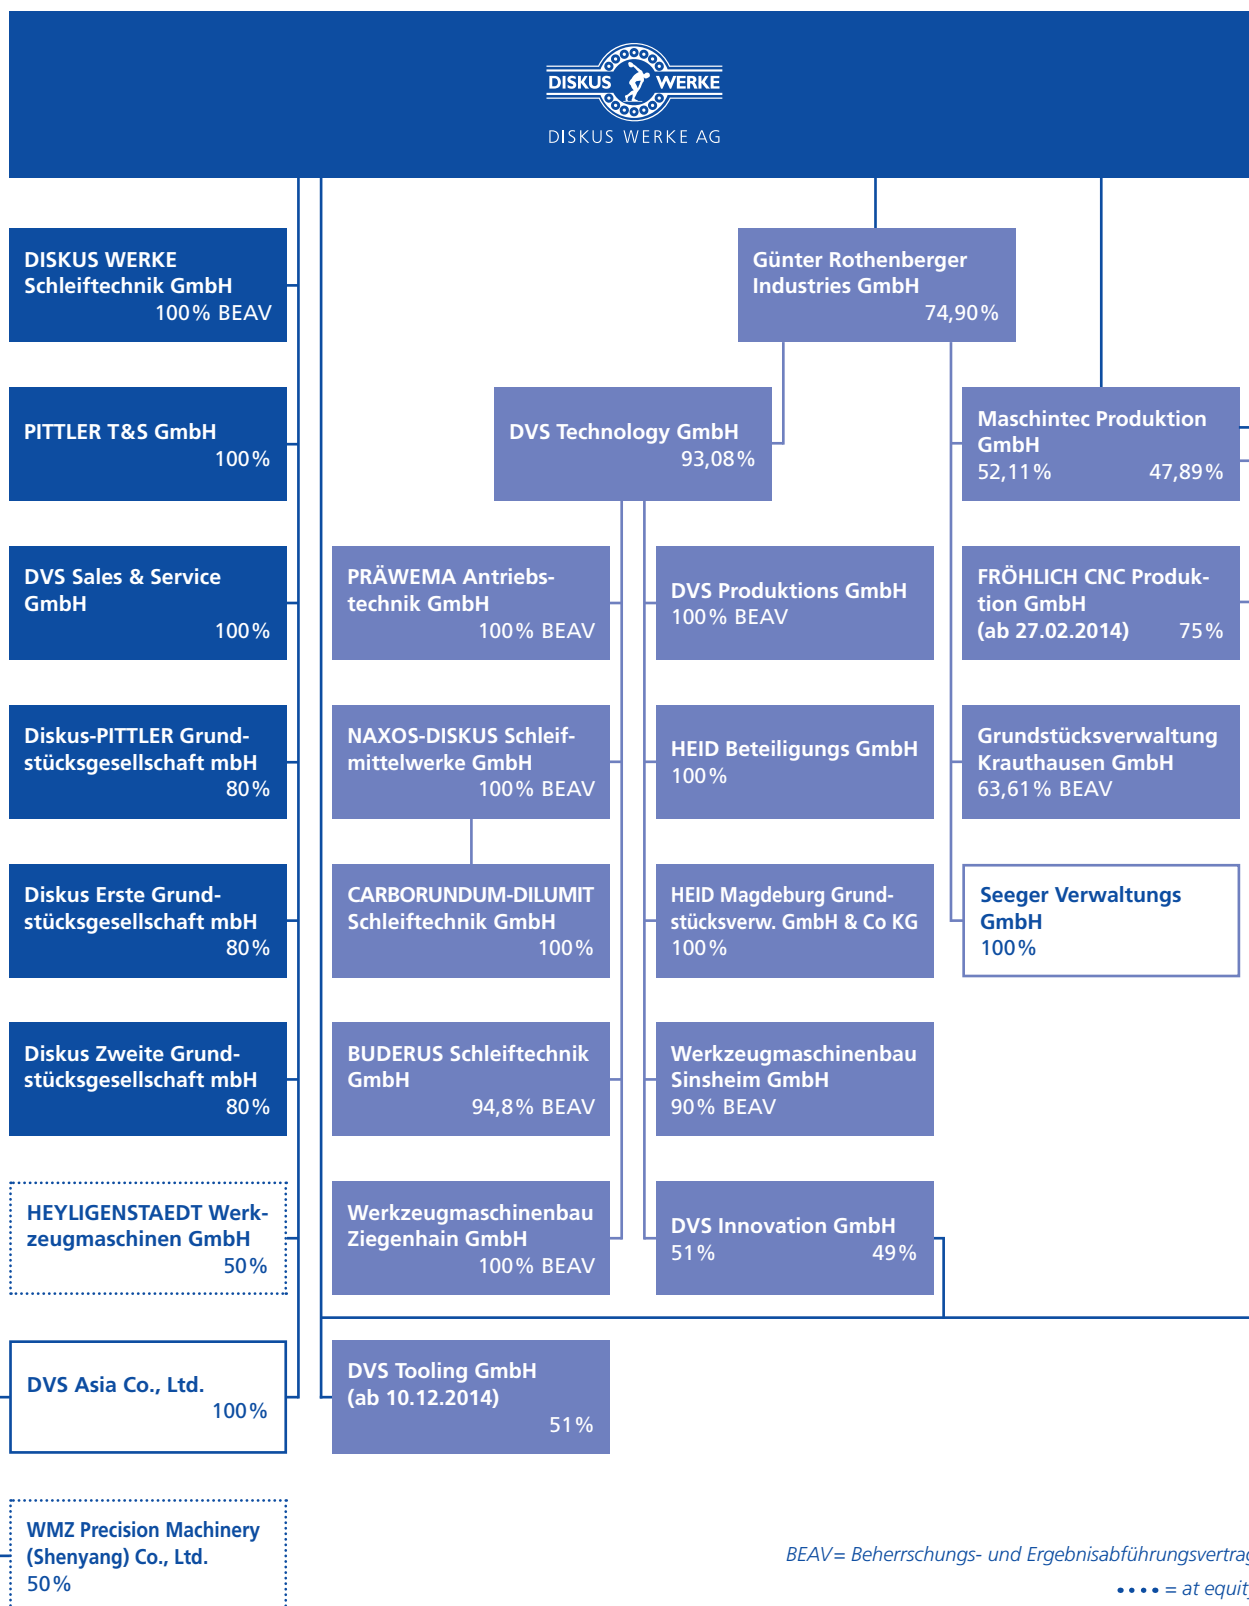 DISKUS WERKE
DISKUS WERKE AG
DISKUS WERKE
Schleiftechnik GmbH
100% BEAV
Günter Rothenberger
Industries GmbH
74,90%
PITTLER T&S GmbH
100%
DVS Technology GmbH
93,08%
Maschintec Produktion
GmbH
52,11% 47,89%
DVS Sales & Service
GmbH
100%
PRÄWEMA Antriebs-
technik GmbH
100% BEAV
DVS Produktions GmbH
100% BEAV
FRÖHLICH CNC Produk-
tion GmbH
(ab 27.02.2014) 75%
Diskus-PITTLER Grund-
stücksgesellschaft mbH
80%
NAXOS-DISKUS Schleif-
mittelwerke GmbH
100% BEAV
HEID Beteiligungs GmbH
100%
Grundstücksverwaltung
Krauthausen GmbH
63,61% BEAV
Diskus Erste Grund-
stücksgesellschaft mbH
80%
CARBORUNDUM-DILUMIT
Schleiftechnik GmbH
100%
HEID Magdeburg Grund-
stücksverw. GmbH & Co KG
100%
Seeger Verwaltungs
GmbH
100%
Diskus Zweite Grund-
stücksgesellschaft mbH
80%
BUDERUS Schleiftechnik
GmbH
94,8% BEAV
Werkzeugmaschinenbau
Sinsheim GmbH
90% BEAV
HEYLIGENSTAEDT Werk-
zeugmaschinen GmbH
50%
Werkzeugmaschinenbau
Ziegenhain GmbH
100% BEAV
DVS Innovation GmbH
51% 49%
DVS Asia Co., Ltd.
100%
DVS Tooling GmbH
(ab 10.12.2014)
51%
WMZ Precision Machinery
(Shenyang) Co., Ltd.
50%
BEAV= Beherrschungs- und Ergebnisabführungsvertrag
•••• = at equity